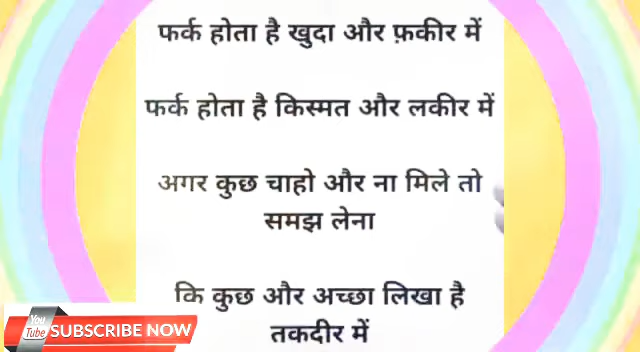 फर्क होता है खुदा और फ़कीर में
फर्क होता है किस्मत और लकीर में
अगर कुछ चाहो और ना मिले तो
समझ लेना
कि कुछ और अच्छा लिखा है
तकदीर में
You
Tube
SUBSCRIBE NOW